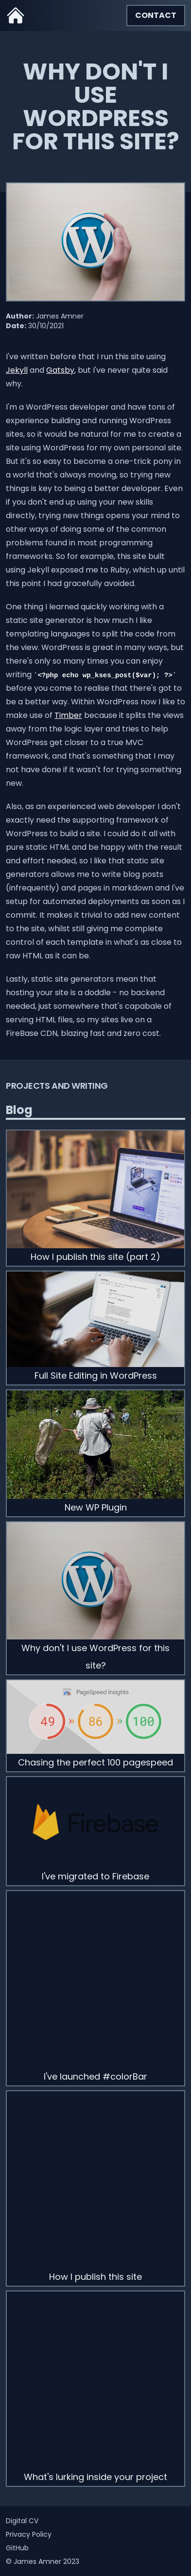 CONTACT
WHY DON'T I
USE
WORDPRESS
FOR THIS SITE?
Author: James Amner
Date: 30/10/2021
I've written before that I run this site using
Jekyll and Gatsby, but I've never quite said
why.
I'm a WordPress developer and have tons of
experience building and running WordPress
sites, so it would be natural for me to create a
site using WordPress for my own personal site.
But it's so easy to become a one-trick pony in
a world that's always moving, so trying new
things is key to being a better developer. Even
if you don't end up using your new skills
directly, trying new things opens your mind to
other ways of doing some of the common
problems found in most programming
frameworks. So for example, this site built
using Jekyll exposed me to Ruby, which up until
this point I had gracefully avoided.
One thing I learned quickly working with a
static site generator is how much I like
templating languages to split the code from
the view. WordPress is great in many ways, but
there's only so many times you can enjoy
writing `<?php echo wp_kses_post($var); ?>`
before you come to realise that there's got to
be a better way. Within WordPress now I like to
make use of Timber because it splits the views
away from the logic layer and tries to help
WordPress get closer to a true MVC
framework, and that's something that I may
not have done if it wasn't for trying something
new.
Also, as an experienced web developer I don't
exactly need the supporting framework of
WordPress to build a site. I could do it all with
pure static HTML and be happy with the result
and effort needed, so I like that static site
generators allows me to write blog posts
(infrequently) and pages in markdown and I've
setup for automated deployments as soon as I
commit. It makes it trivial to add new content
to the site, whilst still giving me complete
control of each template in what's as close to
raw HTML as it can be.
Lastly, static site generators mean that
hosting your site is a doddle - no backend
needed, just somewhere that's capabale of
serving HTML files, so my sites live on a
FireBase CDN, blazing fast and zero cost.
PROJECTS AND WRITING
Blog
How I publish this site (part 2)
Full Site Editing in WordPress
New WP Plugin
Why don't I use WordPress for this
site?
PageSpeed Insights
49 » 86 » 100
Chasing the perfect 100 pagespeed
Firebase
I've migrated to Firebase
I've launched #colorBar
How I publish this site
What's lurking inside your project
Digital CV
Privacy Policy
GitHub
© James Amner 2023